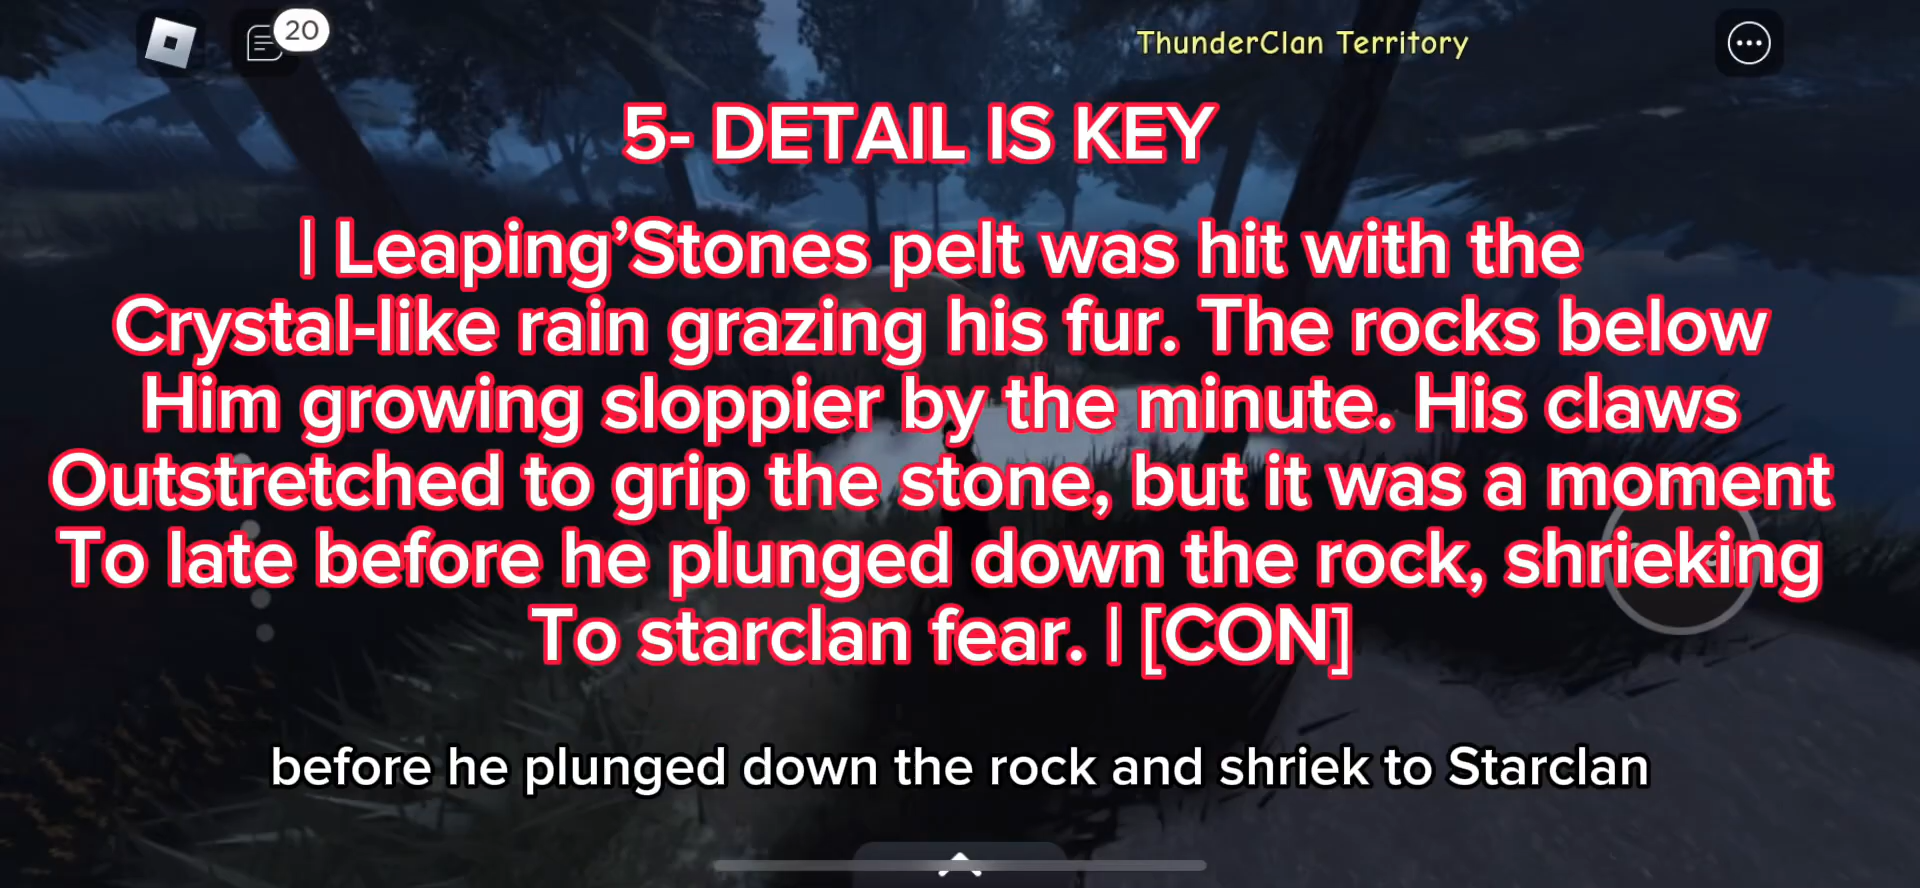 20
ThunderClan Territory
5- DETAIL IS KEY
| Leaping’Stones pelt was hit with the
Crystal-like rain grazing his fur. The rocks below
Him growing sloppier by the minute. His claws
Outstretched to grip the stone, but it was a moment
To late before he plunged down the rock, shrieking
To starclan fear. | [CON]
before he plunged down the rock and shriek to Starclan